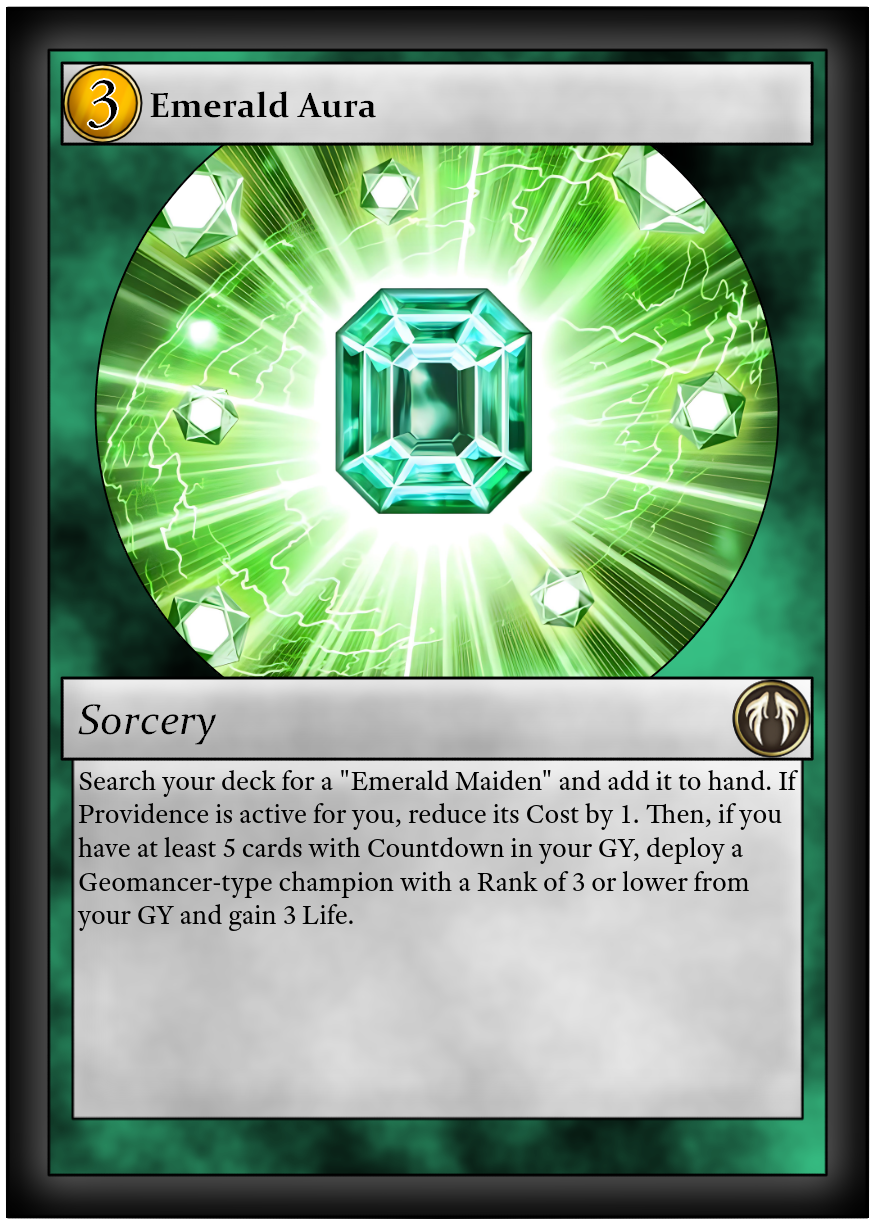 3
Emerald Aura
Sorcery
Search your deck for a "Emerald Maiden" and add it to hand. If
Providence is active for you, reduce its Cost by 1. Then, if you
have at least 5 cards with Countdown in your GY, deploy a
Geomancer-type champion with a Rank of 3 or lower from
your GY and gain 3 Life.